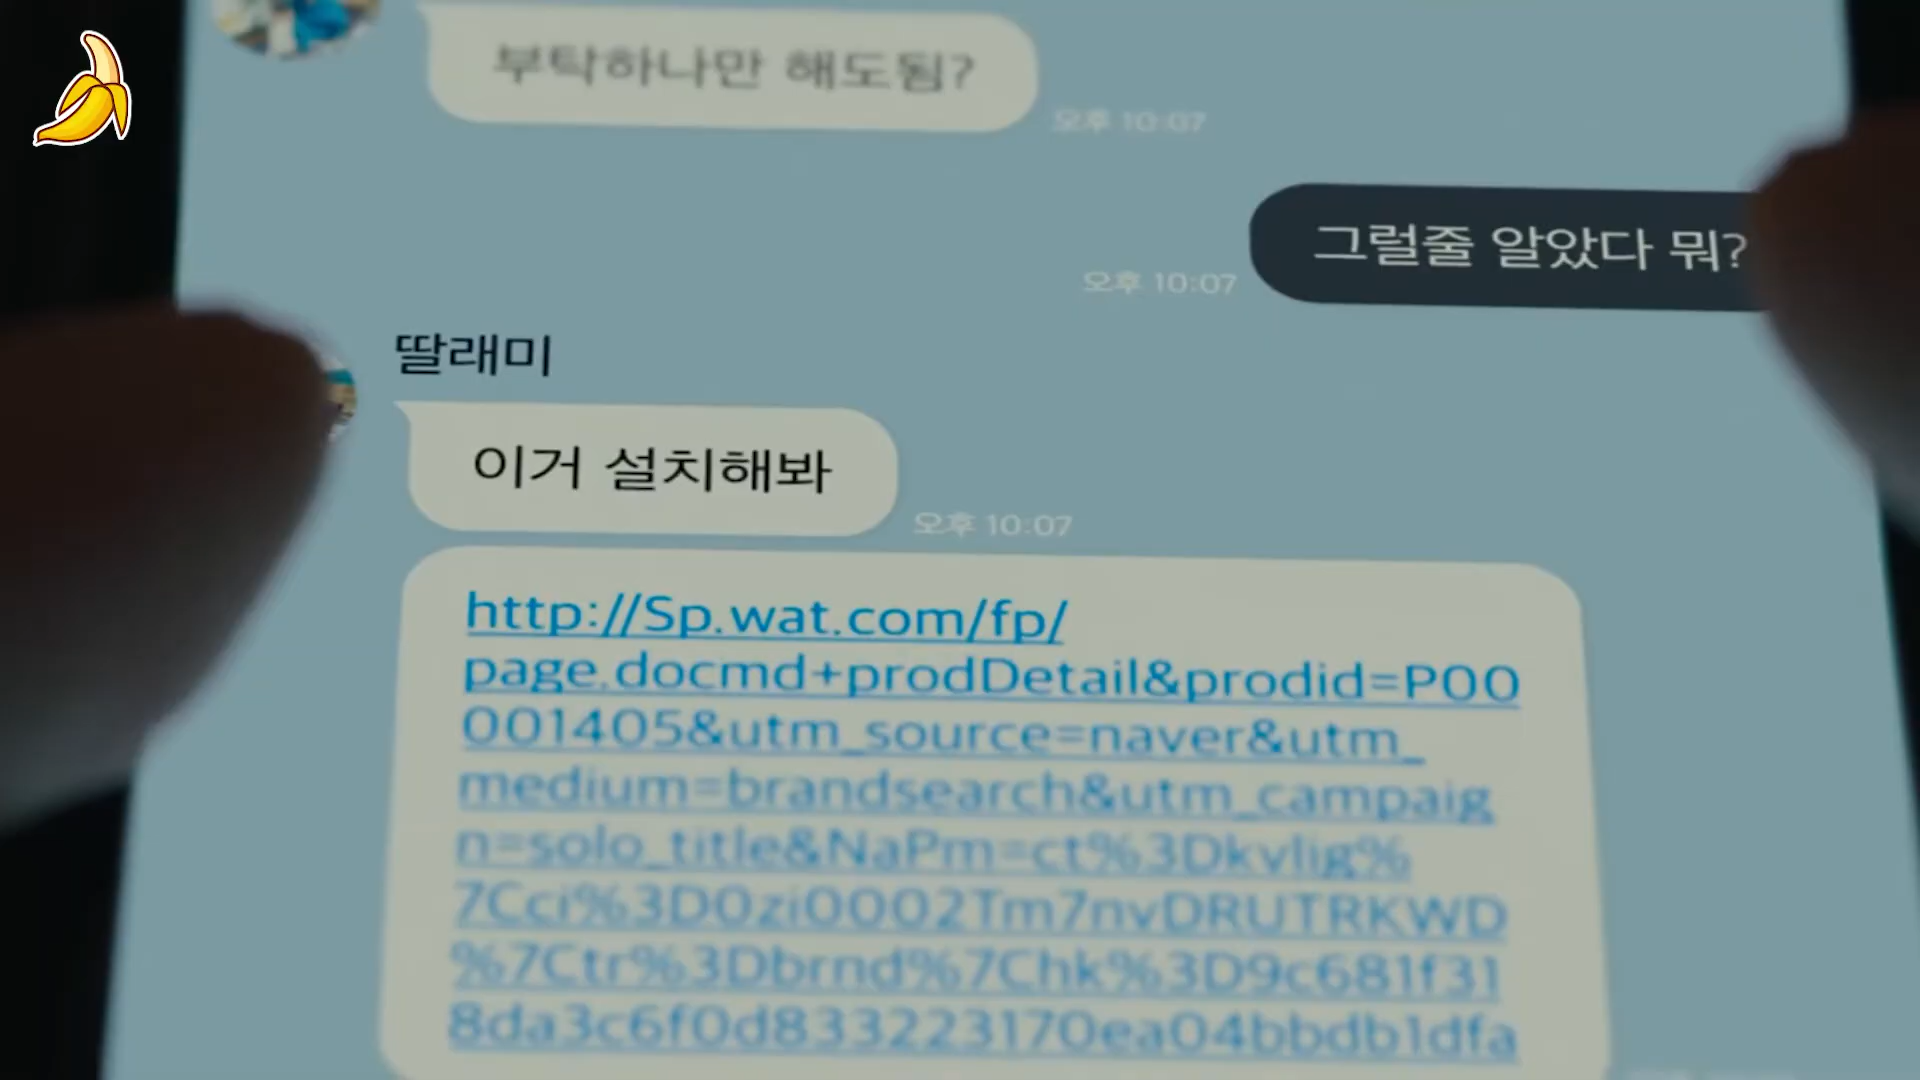 부탁하나만 해도됨?
오후 10:07
그럴줄 알았다 뭐?
오후 10:07
딸래미
이거 설치해봐
오후 10:07
http://Sp.wat.com/fp/
page.docmd+prodDetail&prodid=P00
001405&utm_source=naver&utm_
medium=brandsearch&utm_campaig
n=solo_title&NaPm=ct%3Dkvlig%
7Cci%3D0zi0002Tm7nvDRUTRKWD
%7Ctr%3Dbrnd%7Chk%3D9c681f31
8da3c6f0d833223170ea04bbdb1dfa